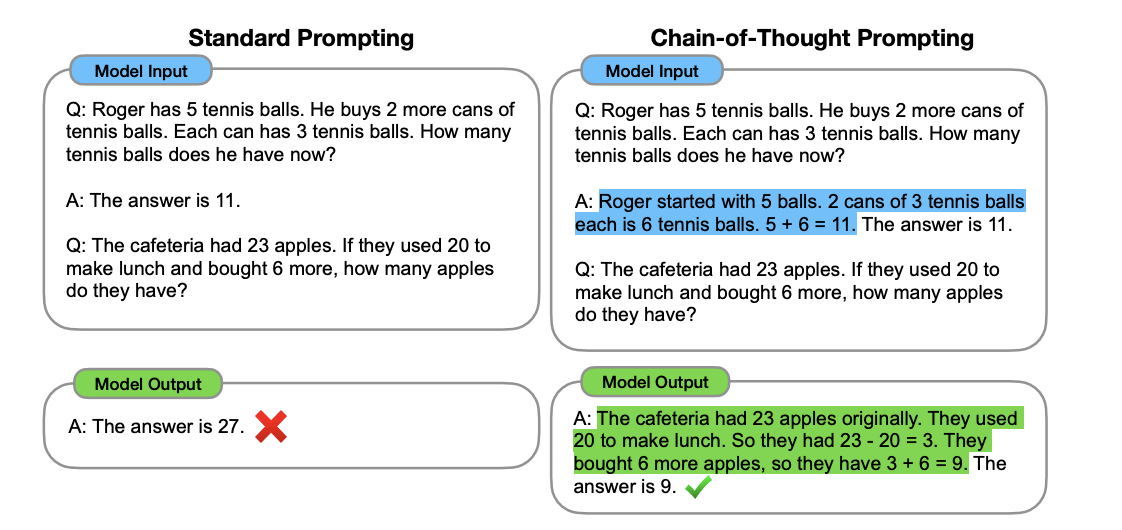 Standard Prompting
Model Input
Q: Roger has 5 tennis balls. He buys 2 more cans of
tennis balls. Each can has 3 tennis balls. How many
tennis balls does he have now?
A: The answer is 11.
Q: The cafeteria had 23 apples. If they used 20 to
make lunch and bought 6 more, how many apples
do they have?
Model Output
A: The answer is 27.
Chain-of-Thought Prompting
Model Input
Q: Roger has 5 tennis balls. He buys 2 more cans of
tennis balls. Each can has 3 tennis balls. How many
tennis balls does he have now?
A: Roger started with 5 balls. 2 cans of 3 tennis balls
each is 6 tennis balls. 5 + 6 = 11. The answer is 11.
Q: The cafeteria had 23 apples. If they used 20 to
make lunch and bought 6 more, how many apples
do they have?
Model Output
A: The cafeteria had 23 apples originally. They used
20 to make lunch. So they had 23 - 20 = 3. They
bought 6 more apples, so they have 3 + 6 = 9. The
answer is 9.